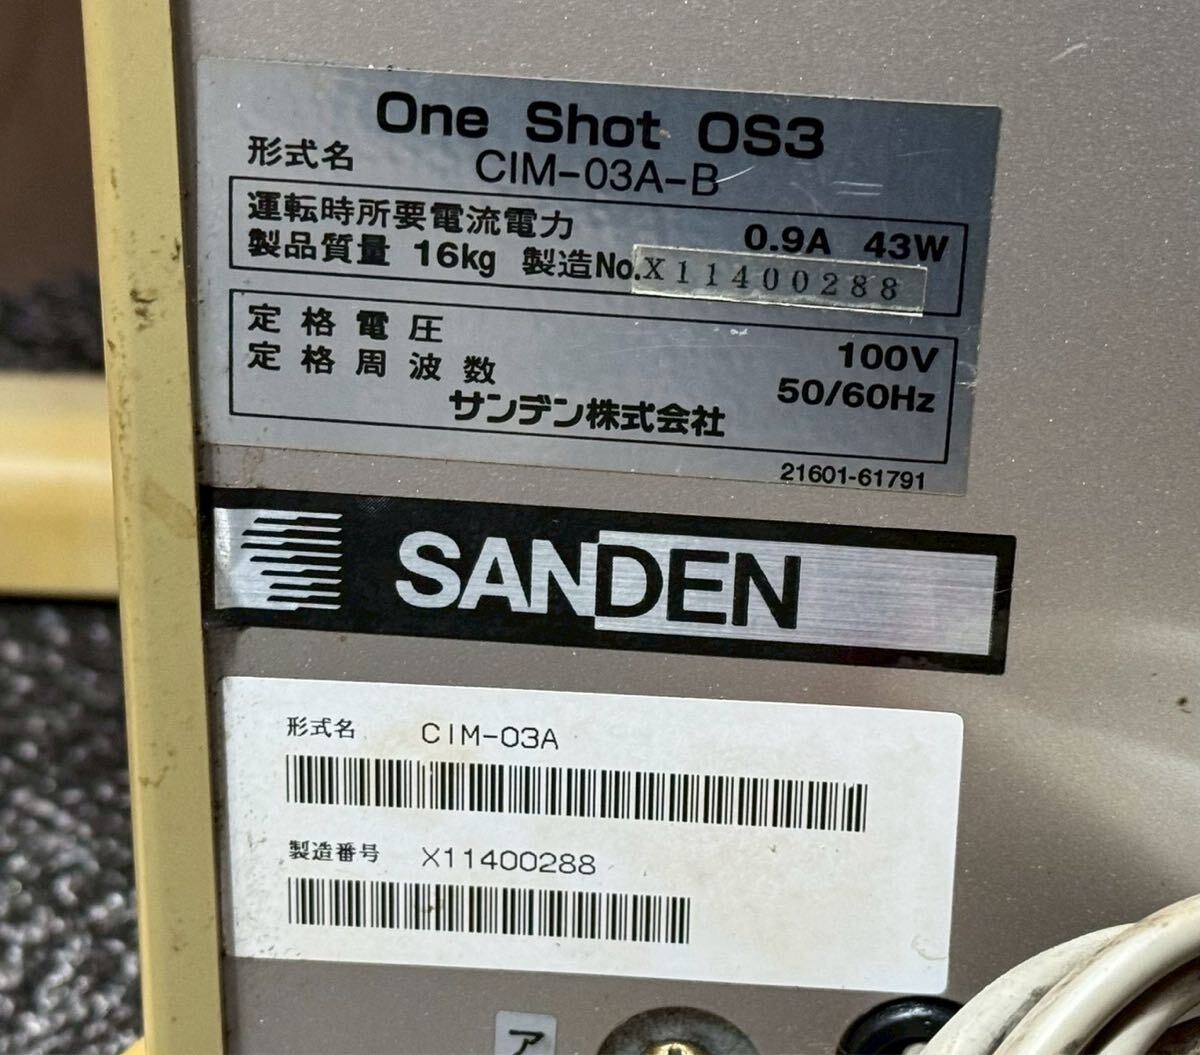 One Shot OS3
形式名 CIM-03A-B
運転時所要電流電力 0.9A 43W
製品質量 16kg 製造No. X11400288
定格電圧 100V
定格周波数 50/60Hz
サンデン株式会社
21601-61791
SANDEN
形式名 CIM-03A
製造番号 X11400288
ア